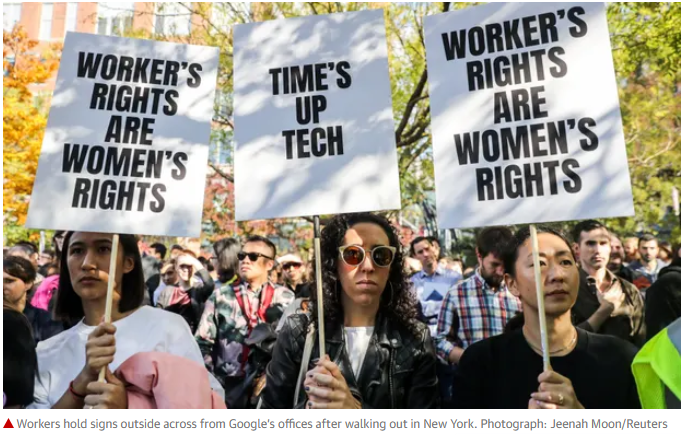 WORKER'S
RIGHTS
ARE
WOMEN'S
RIGHTS
TIME'S
UP
TECH
WORKER'S
RIGHTS
ARE
WOMEN'S
RIGHTS
Workers hold signs outside across from Google's offices after walking out in New York. Photograph: Jeenah Moon/Reuters